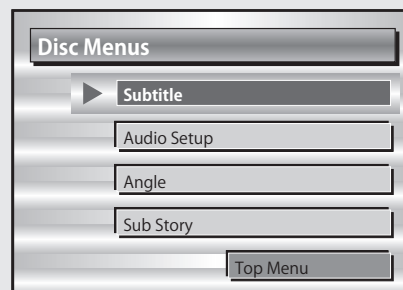 Disc Menus
Subtitle
Audio Setup
Angle
Sub Story
Top Menu